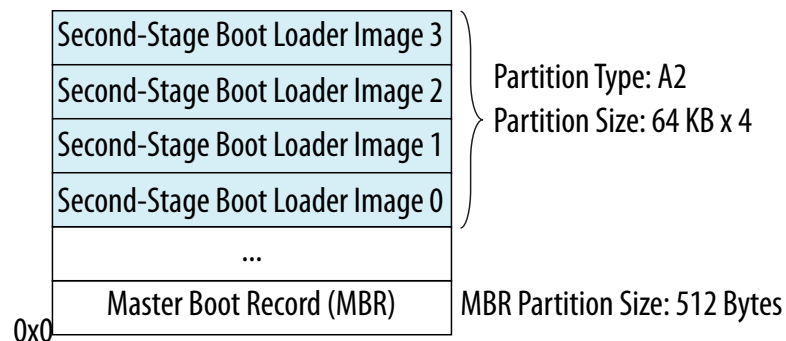 Second-Stage Boot Loader Image 3
Second-Stage Boot Loader Image 2
Second-Stage Boot Loader Image 1
Second-Stage Boot Loader Image 0
...
Master Boot Record (MBR)
0x0
Partition Type: A2
Partition Size: 64 KB x 4
MBR Partition Size: 512 Bytes